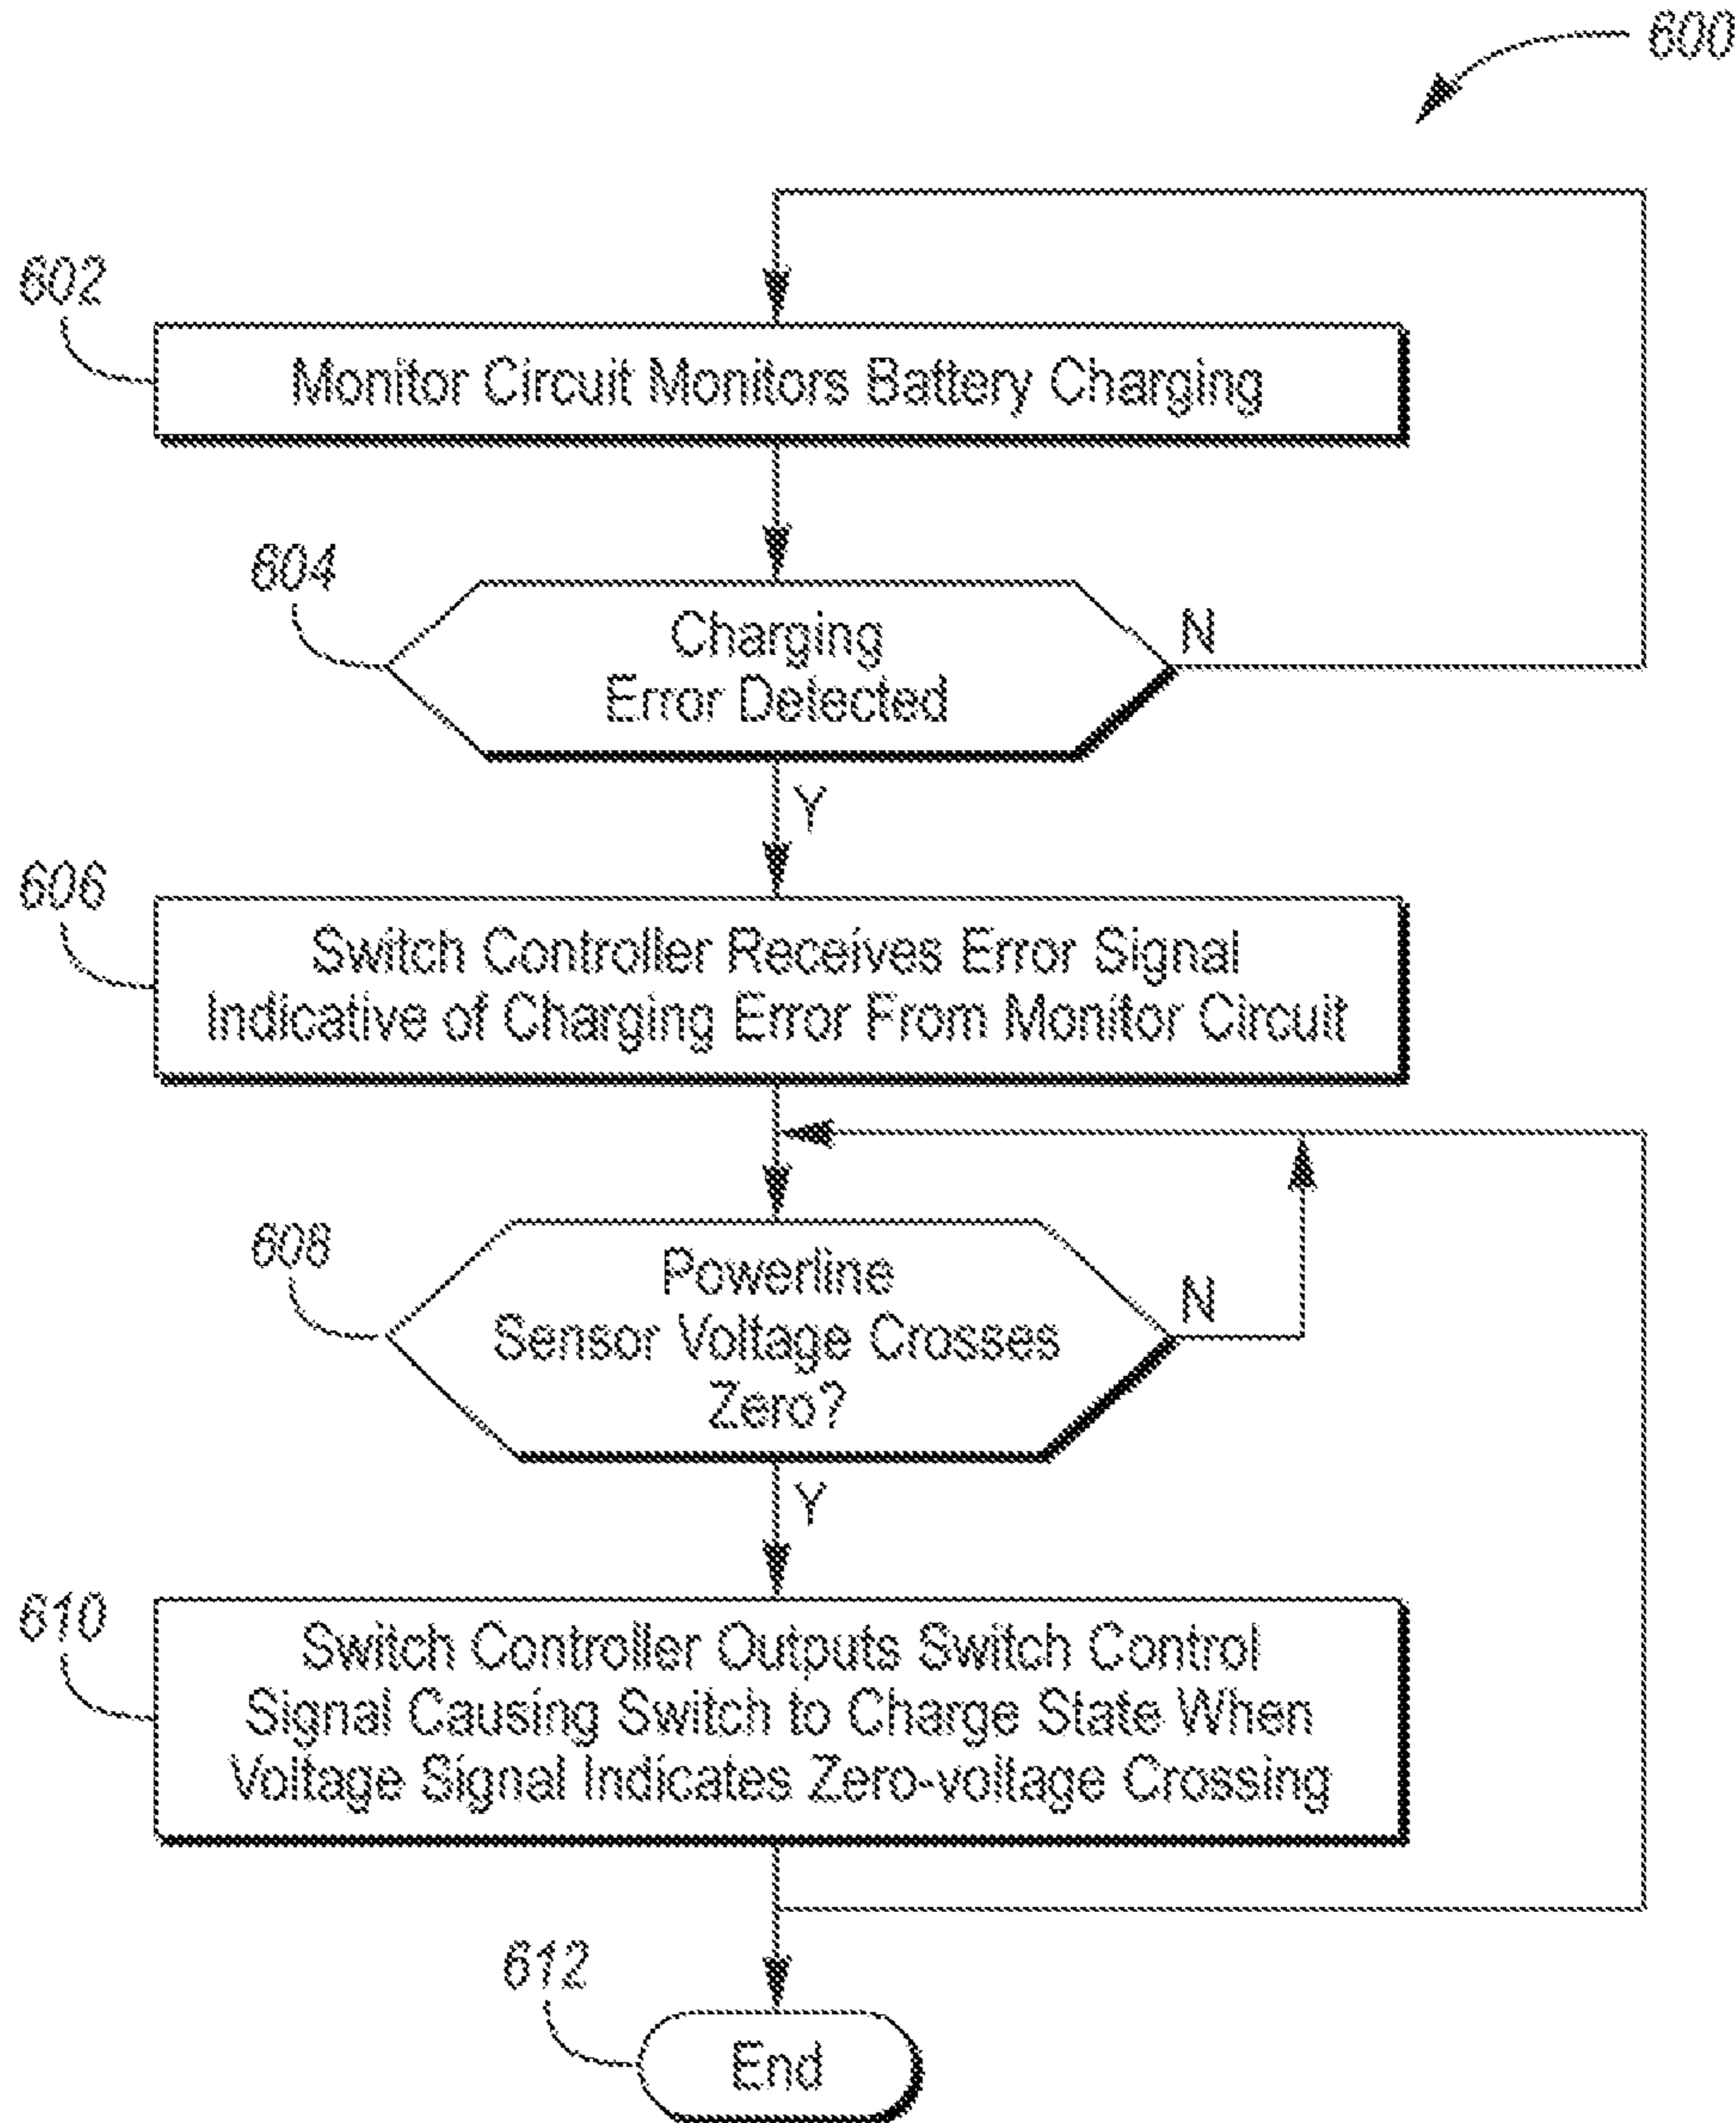 600
602
Monitor Circuit Monitors Battery Charging
604
Charging
Error Detected
N
Y
606
Switch Controller Receives Error Signal
Indicative of Charging Error From Monitor Circuit
608
Powerline
Sensor Voltage Crosses
Zero?
N
Y
610
Switch Controller Outputs Switch Control
Signal Causing Switch to Charge State When
Voltage Signal Indicates Zero-voltage Crossing
612
End